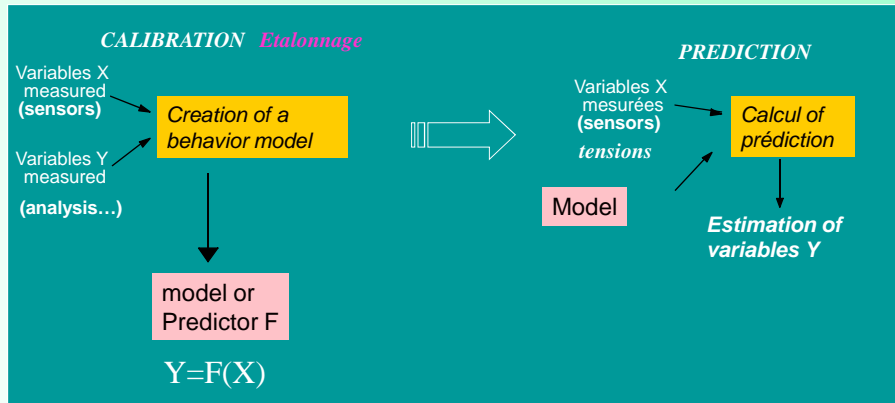 CALIBRATION Etalonnage
Variables X
measured
(sensors)
Creation of a
behavior model
Variables Y
measured
(analysis…)
model or
Predictor F
Y=F(X)
PREDICTION
Variables X
mesurées
(sensors)
tensions
Calcul of
prédiction
Model
Estimation of
variables Y